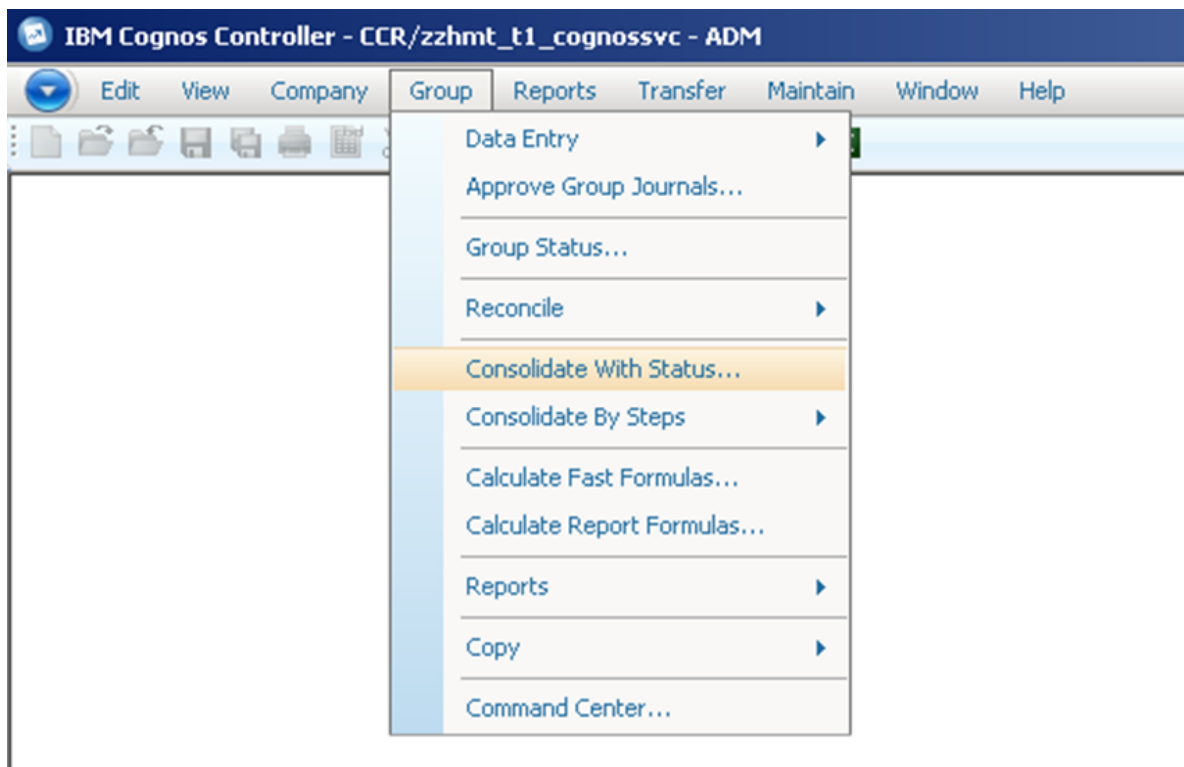 IBM Cognos Controller - CCR/zzhmt_t1_cognossvc - ADM
Edit View Company Group Reports Transfer Maintain Window Help
Data Entry
Approve Group Journals...
Group Status...
Reconcile
Consolidate With Status...
Consolidate By Steps
Calculate Fast Formulas...
Calculate Report Formulas...
Reports
Copy
Command Center...